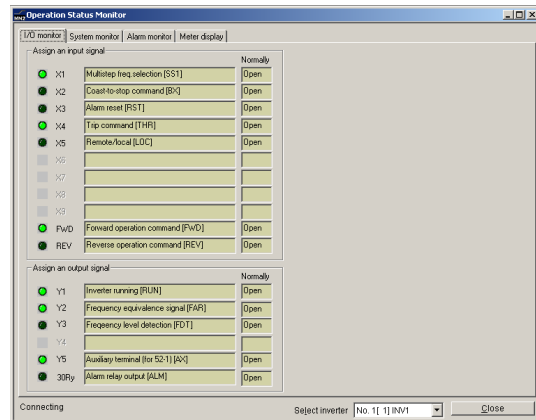 Operation Status Monitor
I/O monitor System monitor Alarm monitor Meter display
Assign an input signal
Normally
X1 Multistep freq.selection [SS1] Open
X2 Coast-to-stop command [BX] Open
X3 Alarm reset [RST] Open
X4 Trip command [THR] Open
X5 Remote/local [LOC] Open
X6
X7
X8
X9
FWD Forward operation command [FWD] Open
REV Reverse operation command [REV] Open
Assign an output signal
Normally
Y1 Inverter running [RUN] Open
Y2 Frequency equivalence signal [FAR] Open
Y3 Freqeency level detection [FDT] Open
Y4
Y5 Auxiliary terminal (for 52-1) [AX] Open
30Ry Alarm relay output [ALM] Open
Connecting
Select inverter No. 1[ 1] INV1 Close